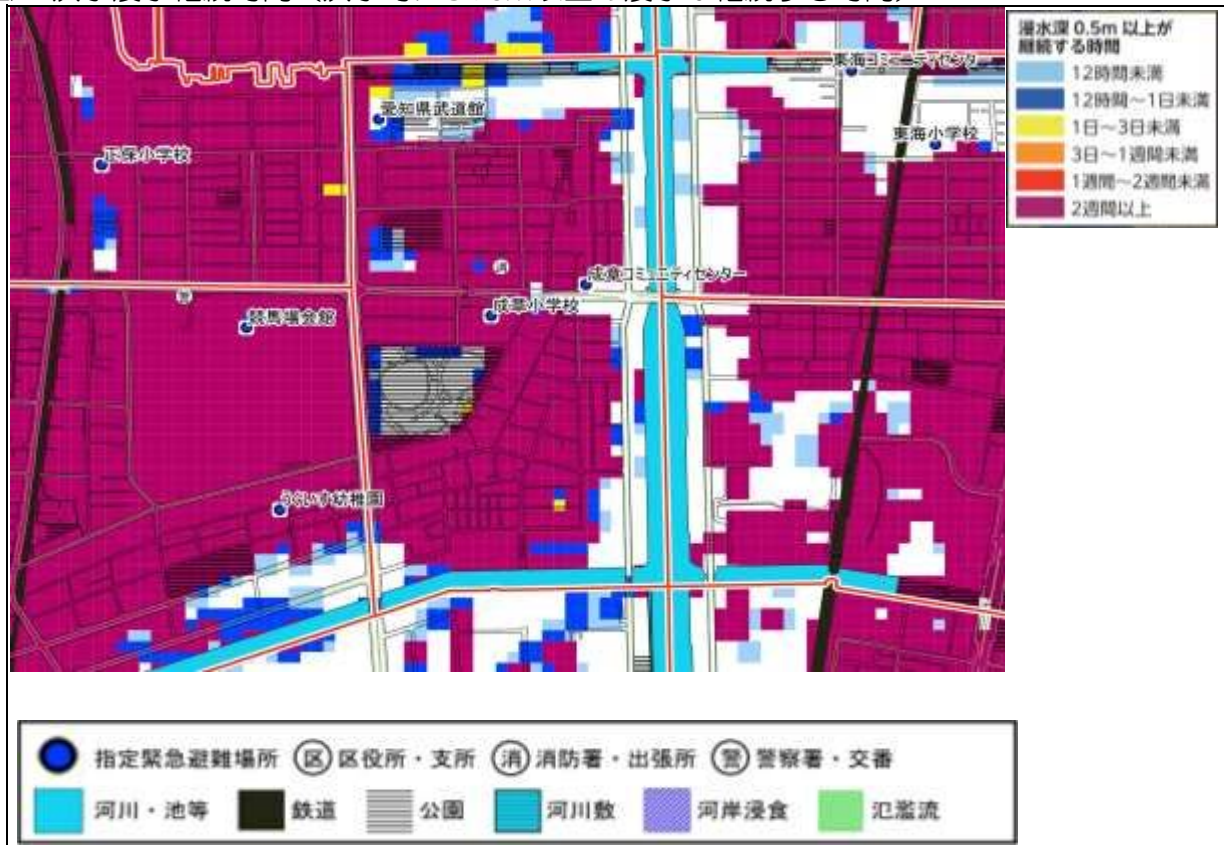 浸水深 0.5m 以上が
継続する時間
12時間未満
12時間～1日未満
1日～3日未満
3日～1週間未満
1週間～2週間未満
2週間以上
東海コミュニティセンター
愛知県武道館
東海小学校
正保小学校
消
成章コミュニティセンター
警
成章小学校
競馬場会館
うぐいす幼稚園
指定緊急避難場所 区 区役所・支所 消 消防署・出張所 警 警察署・交番
河川・池等 鉄道 公園 河川敷 河岸浸食 氾濫流